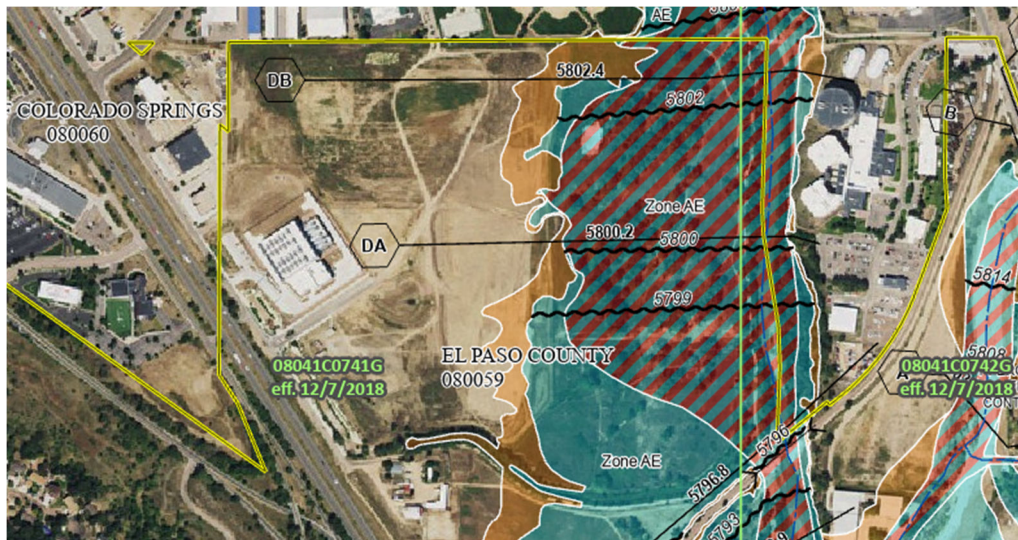 AE
DB
5802.4
5802
COLORADO SPRINGS
080060
B
Zone AE
DA
5800.2
5800
5814
5799
EL PASO COUNTY
080059
08041C0741G
eff. 12/7/2018
5808
08041C0742G
eff. 12/7/2018
Zone AE
5796
5796.8
5793